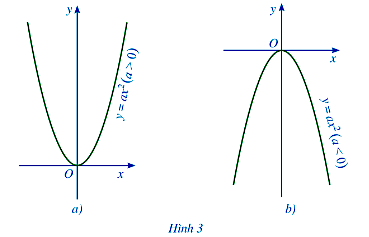 y
y = ax² (a > 0)
O
x
a)
y
O
x
y = ax² (a < 0)
b)
Hình 3